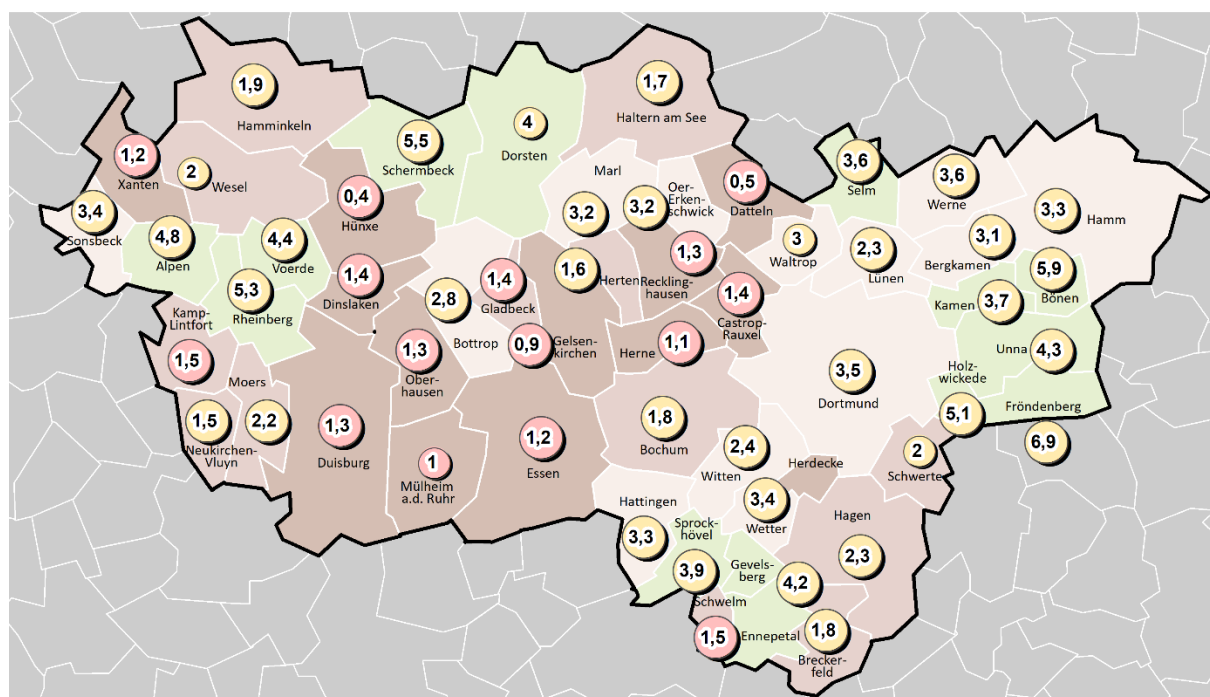 1,9
Hamminkeln
1,7
Haltern am See
5,5
Schermbeck
4
Dorsten
1,2
Xanten
2
Wesel
0,4
Hünxe
Marl
3,2
3,2
Oer-
Erken-
schwick
0,5
Datteln
3,6
Selm
3,6
Werne
3,3
Hamm
3,4
Sonsbeck
4,8
Alpen
4,4
Voerde
5,3
Rheinberg
1,4
Dinslaken
2,8
Bottrop
1,4
Gladbeck
1,6
Herten
1,3
Reckling-
hausen
3
Waltrop
2,3
Lünen
3,1
Bergkamen
5,9
Bönen
1,4
Castrop-
Rauxel
Kamen
3,7
Kamp-
Lintfort
1,5
Moers
1,3
Ober-
hausen
0,9
Gelsen-
kirchen
Herne
1,1
3,5
Dortmund
Holz-
wickede
5,1
Unna
4,3
Fröndenberg
6,9
1,5
Neukirchen-
Vluyn
2,2
1,3
Duisburg
1
Mülheim
a.d. Ruhr
1,2
Essen
1,8
Bochum
2,4
Witten
Herdecke
2
Schwerte
Hattingen
3,3
3,4
Wetter
Hagen
2,3
Sprock-
hövel
3,9
Gevels-
berg
4,2
Schwelm
1,5
Ennepetal
1,8
Brecker-
feld